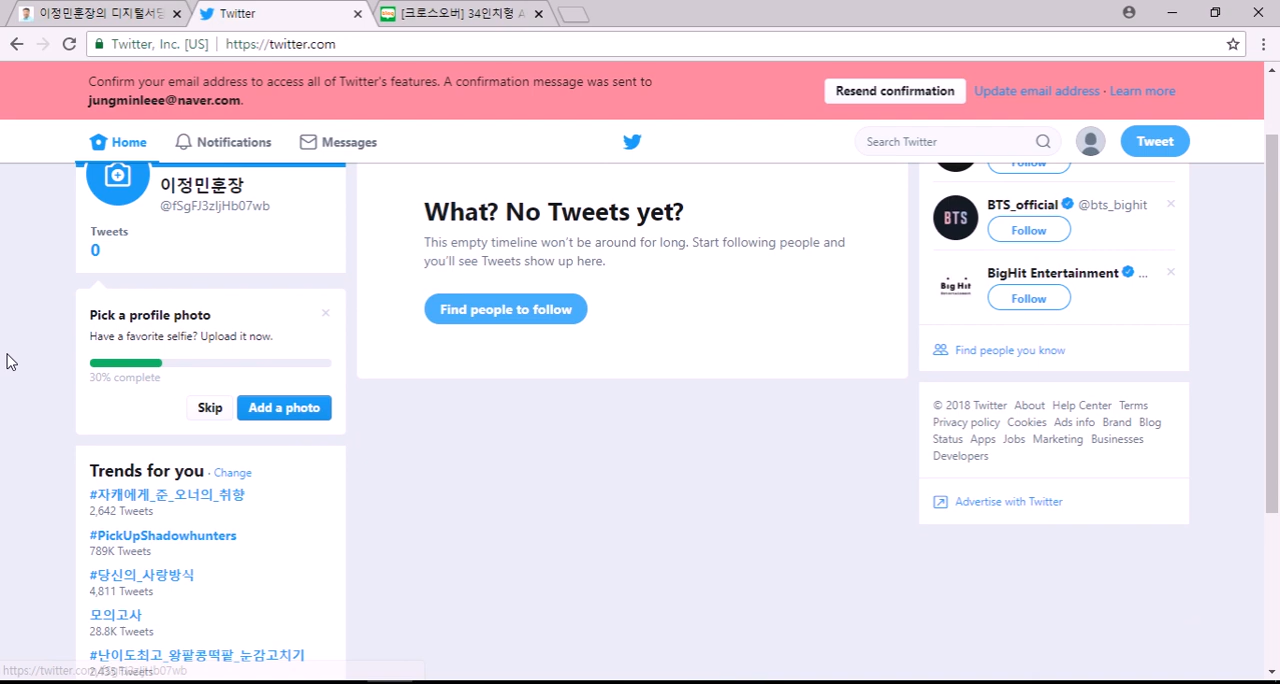 이정민훈장의 디지털서당
Twitter
[크로스오버] 34인치형 A
Twitter, Inc. [US]
https://twitter.com
Confirm your email address to access all of Twitter's features. A confirmation message was sent to
jungminleee@naver.com.
Resend confirmation
Update email address · Learn more
Home
Notifications
Messages
Search Twitter
Tweet
이정민훈장
@fSgFJ3zIjHb07wb
Tweets
0
Pick a profile photo
Have a favorite selfie? Upload it now.
30% complete
Skip
Add a photo
Trends for you · Change
#자캐에게_준_오너의_취향
2,642 Tweets
#PickUpShadowhunters
789K Tweets
#당신의_사랑방식
4,811 Tweets
모의고사
28.8K Tweets
#난이도최고_왕팥콩떡팥_눈감고치기
2,435 Tweets
What? No Tweets yet?
This empty timeline won't be around for long. Start following people and
you'll see Tweets show up here.
Find people to follow
Follow
BTS
BTS_official @bts_bighit
Follow
Big Hit
BigHit Entertainment ...
Follow
Find people you know
© 2018 Twitter About Help Center Terms
Privacy policy Cookies Ads info Brand Blog
Status Apps Jobs Marketing Businesses
Developers
Advertise with Twitter